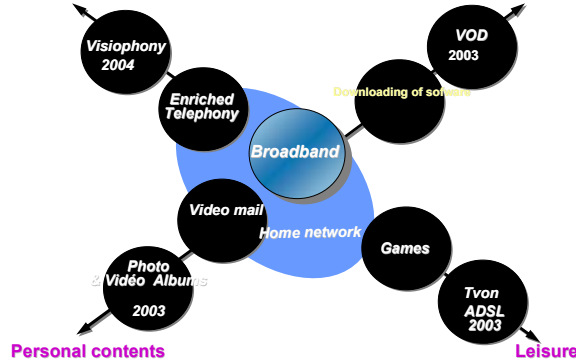 Visiophony
2004
VOD
2003
Enriched
Telephony
Downloading of software
Broadband
Video mail
Home network
Games
Photo
& Vidéo Albums
2003
Tvon
ADSL
2003
Personal contents
Leisure